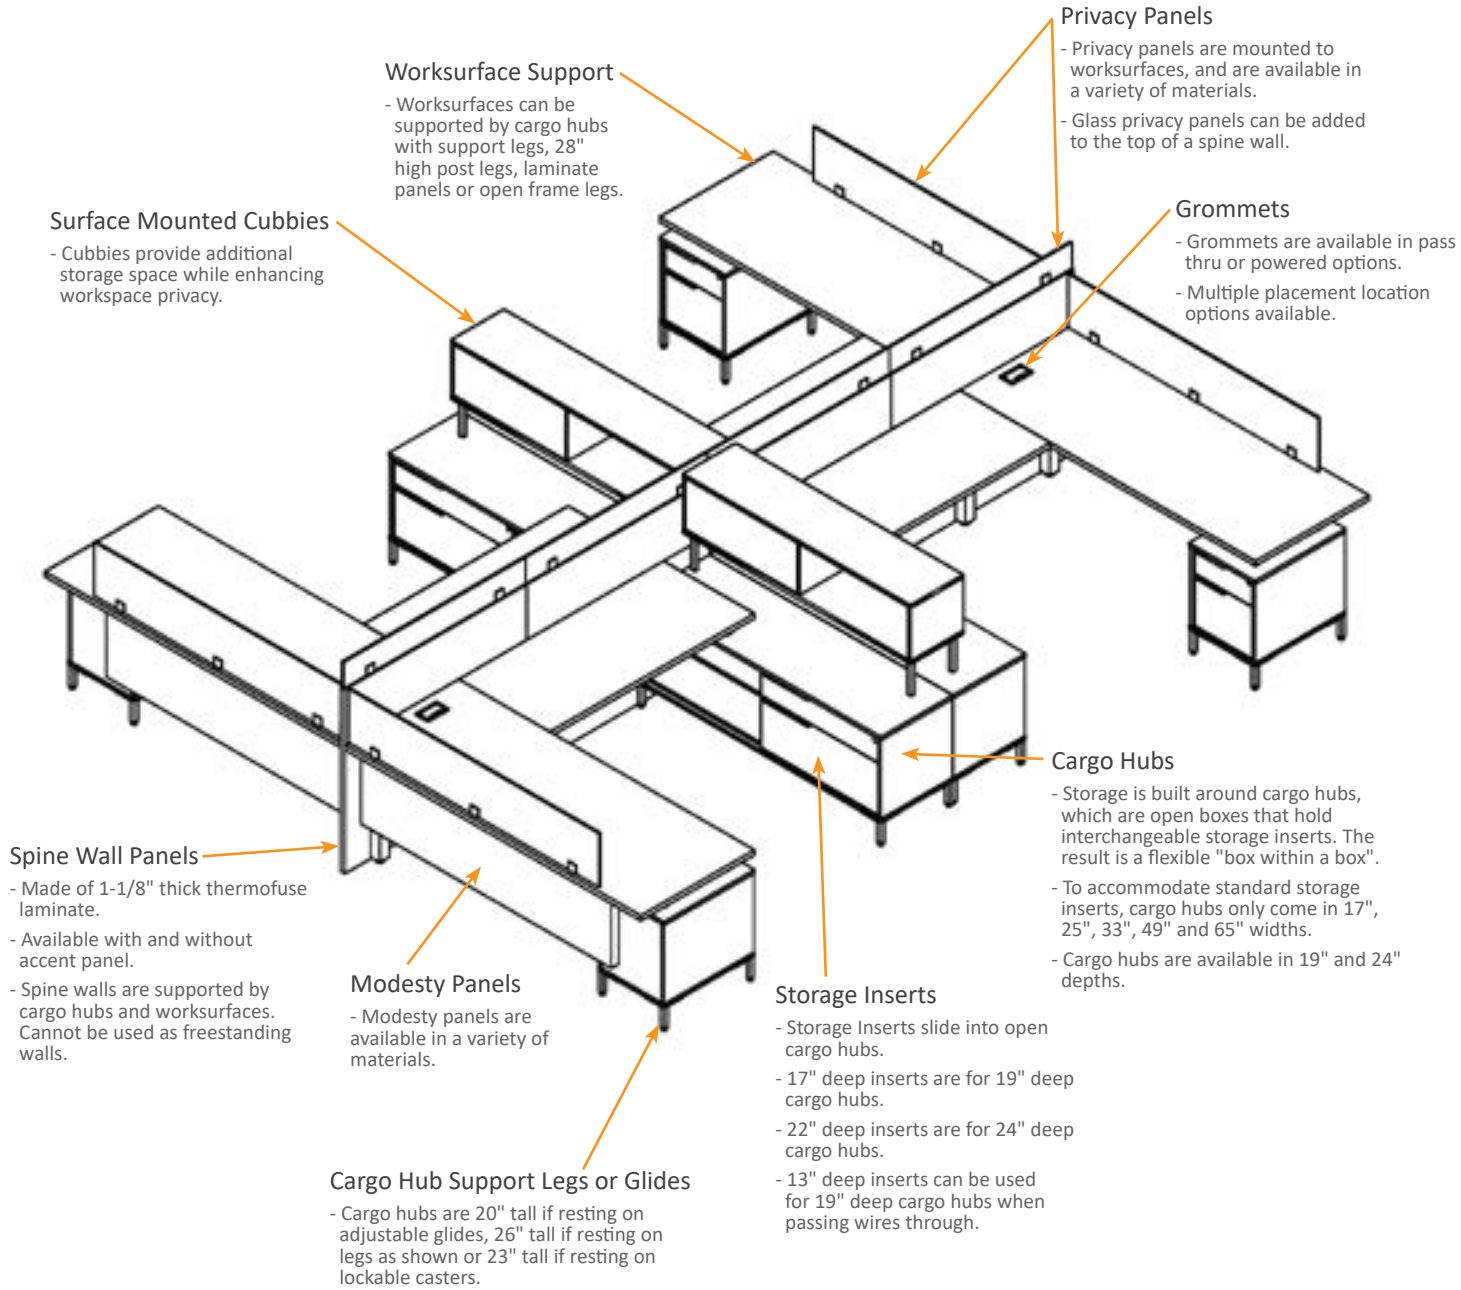 Privacy Panels
- Privacy panels are mounted to
worksurfaces, and are available in
a variety of materials.
- Glass privacy panels can be added
to the top of a spine wall.
Worksurface Support
- Worksurfaces can be
supported by cargo hubs
with support legs, 28"
high post legs, laminate
panels or open frame legs.
Grommets
- Grommets are available in pass
thru or powered options.
- Multiple placement location
options available.
Surface Mounted Cubbies
- Cubbies provide additional
storage space while enhancing
workspace privacy.
Cargo Hubs
- Storage is built around cargo hubs,
which are open boxes that hold
interchangeable storage inserts. The
result is a flexible "box within a box".
- To accommodate standard storage
inserts, cargo hubs only come in 17",
25", 33", 49" and 65" widths.
- Cargo hubs are available in 19" and 24"
depths.
Spine Wall Panels
- Made of 1-1/8" thick thermofuse
laminate.
- Available with and without
accent panel.
- Spine walls are supported by
cargo hubs and worksurfaces.
Cannot be used as freestanding
walls.
Modesty Panels
- Modesty panels are
available in a variety of
materials.
Storage Inserts
- Storage Inserts slide into open
cargo hubs.
- 17" deep inserts are for 19" deep
cargo hubs.
- 22" deep inserts are for 24" deep
cargo hubs.
- 13" deep inserts can be used
for 19" deep cargo hubs when
passing wires through.
Cargo Hub Support Legs or Glides
- Cargo hubs are 20" tall if resting on
adjustable glides, 26" tall if resting on
legs as shown or 23" tall if resting on
lockable casters.